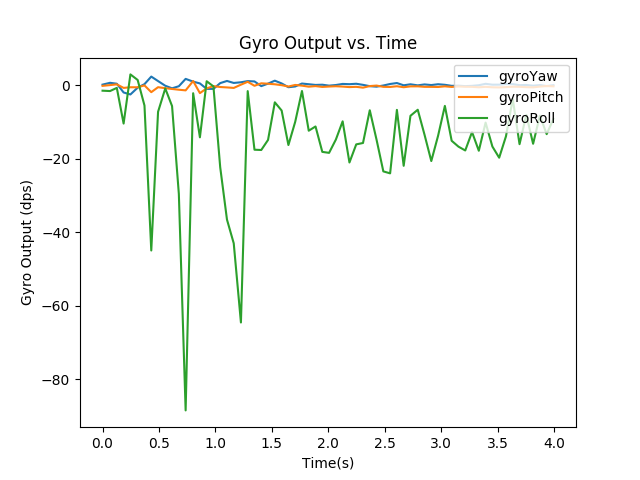 Gyro Output vs. Time
gyroYaw
gyroPitch
gyroRoll
Gyro Output (dps)
0
−20
−40
−60
−80
0.0 0.5 1.0 1.5 2.0 2.5 3.0 3.5 4.0
Time(s)